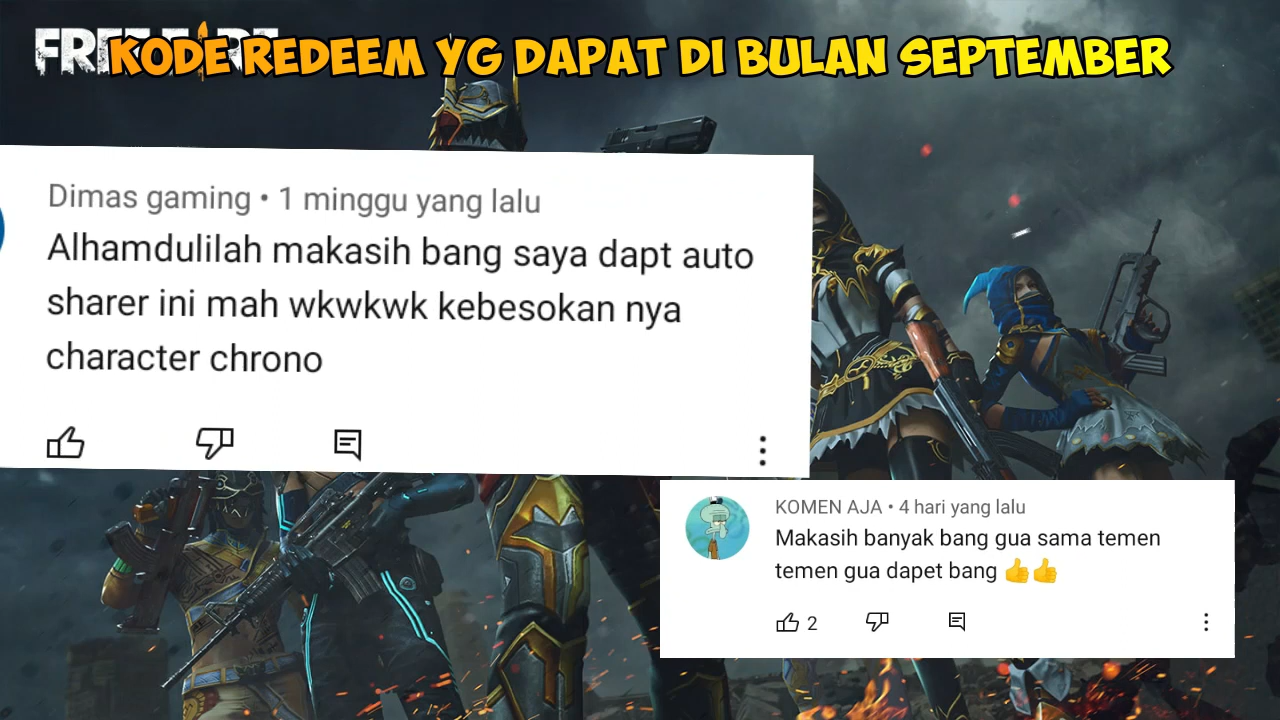 FREE FIRE
KODE REDEEM YG DAPAT DI BULAN SEPTEMBER
Dimas gaming • 1 minggu yang lalu
Alhamdulilah makasih bang saya dapt auto
sharer ini mah wkwkwk kebesokan nya
character chrono
KOMEN AJA • 4 hari yang lalu
Makasih banyak bang gua sama temen
temen gua dapet bang 👍👍
2